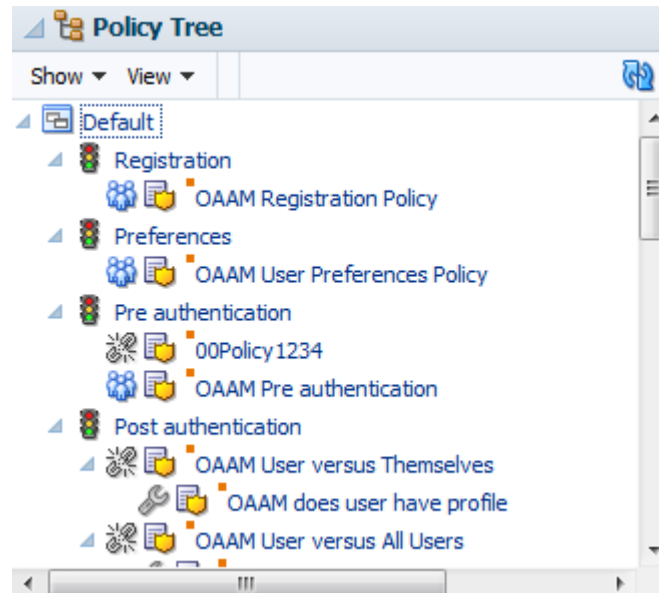 Policy Tree
Show View
Default
Registration
OAAM Registration Policy
Preferences
OAAM User Preferences Policy
Pre authentication
00Policy1234
OAAM Pre authentication
Post authentication
OAAM User versus Themselves
OAAM does user have profile
OAAM User versus All Users